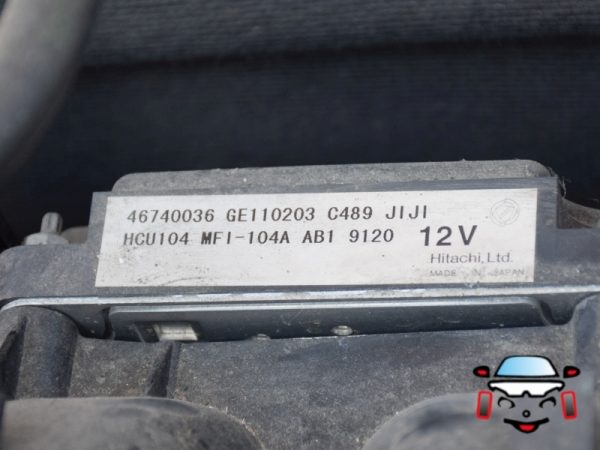 46740036 GE110203 C489 JIJI
HCU104 MFI-104A AB1 9120 12V
Hitachi, Ltd.
MADE IN JAPAN